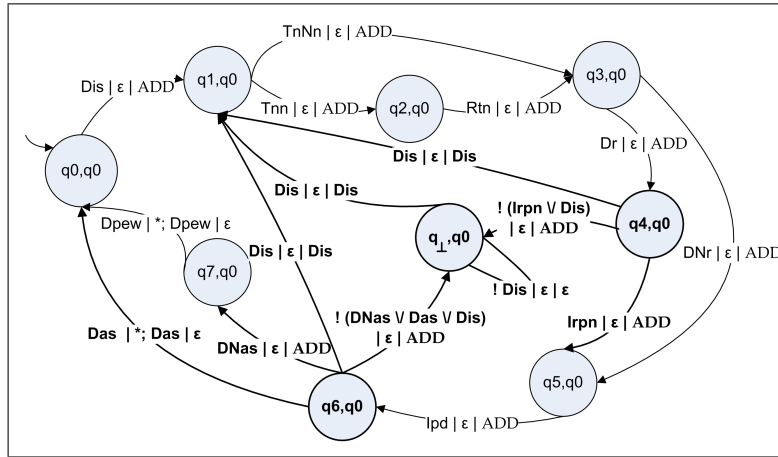 TnNn | ε | ADD
q1,q0
q3,q0
Dis | ε | ADD
Tnn | ε | ADD
q2,q0
Rtn | ε | ADD
q0,q0
Dr | ε | ADD
Dis | ε | Dis
Dis | ε | Dis
! (Irpn \/ Dis)
| ε | ADD
q4,q0
Dpew | *; Dpew | ε
q⊥,q0
Dis | ε | Dis
DNr | ε | ADD
q7,q0
! Dis | ε | ε
! (DNas \/ Das \/ Dis)
| ε | ADD
Irpn | ε | ADD
Das | *; Das | ε
DNas | ε | ADD
q5,q0
q6,q0
Ipd | ε | ADD